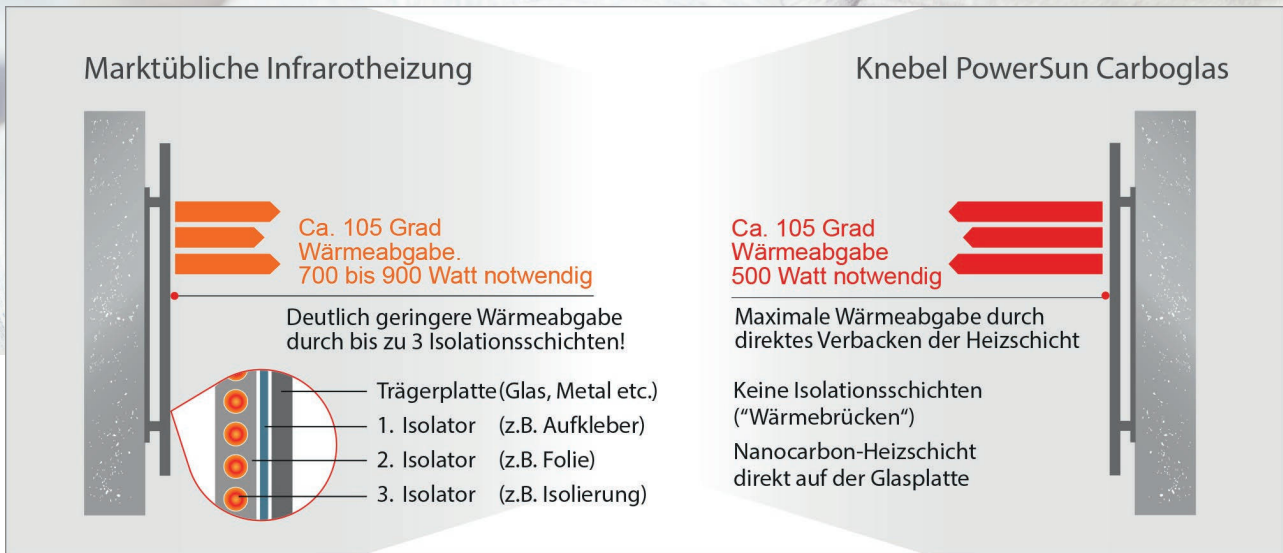 Marktübliche Infrarotheizung
Ca. 105 Grad
Wärmeabgabe.
700 bis 900 Watt notwendig
Deutlich geringere Wärmeabgabe
durch bis zu 3 Isolationsschichten!
Trägerplatte (Glas, Metal etc.)
1. Isolator (z.B. Aufkleber)
2. Isolator (z.B. Folie)
3. Isolator (z.B. Isolierung)
Knebel PowerSun Carboglas
Ca. 105 Grad
Wärmeabgabe
500 Watt notwendig
Maximale Wärmeabgabe durch
direktes Verbacken der Heizschicht
Keine Isolationsschichten
(“Wärmebrücken“)
Nanocarbon-Heizschicht
direkt auf der Glasplatte